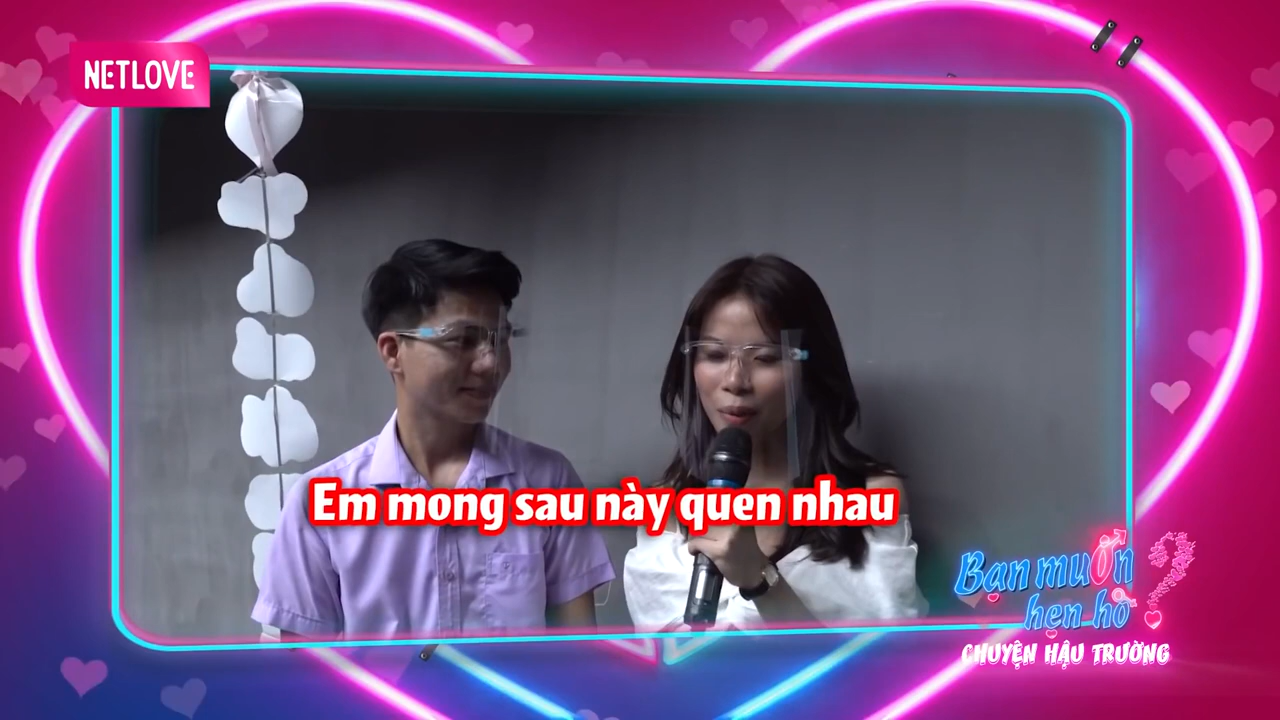 NETLOVE
Em mong sau này quen nhau
Bạn muốn
hẹn hò ?
CHUYỆN HẬU TRƯỜNG